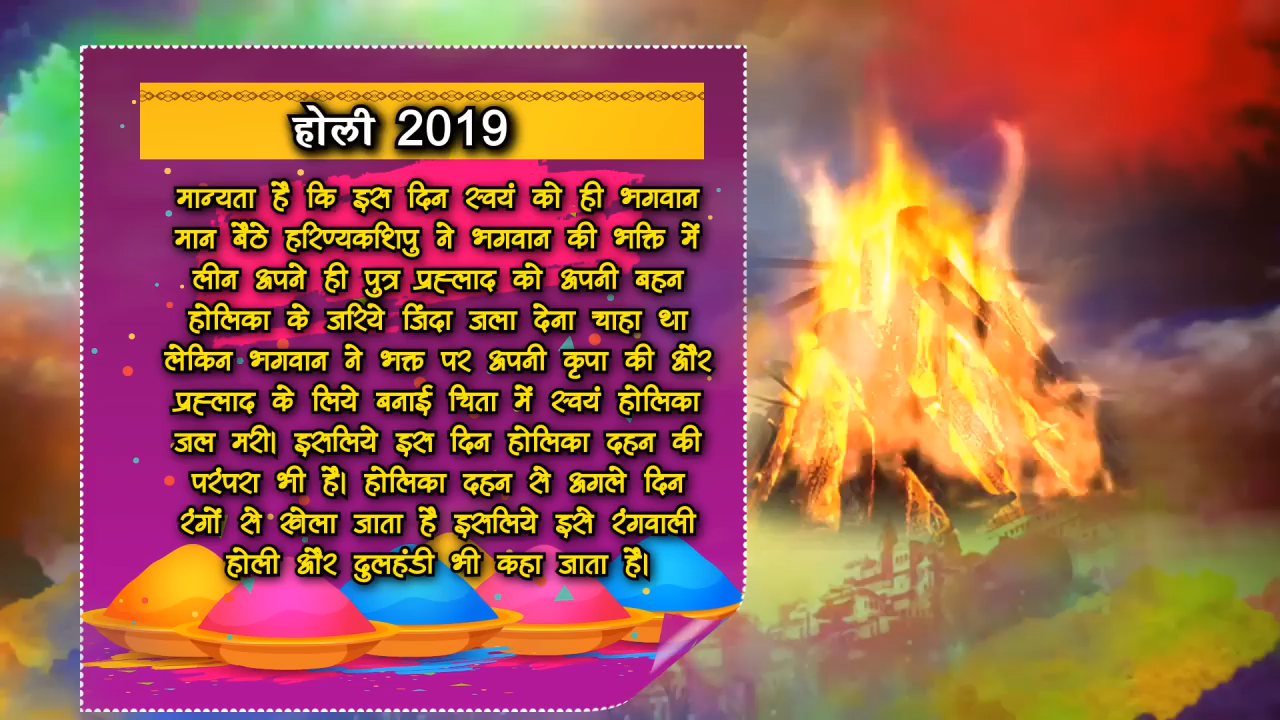 होली 2019
मान्यता है कि इस दिन स्वयं को ही भगवान
मान बैठे हरिण्यकशिपु ने भगवान की भक्ति में
लीन अपने ही पुत्र प्रह्लाद को अपनी बहन
होलिका के जरिये जिंदा जला देना चाहा था
लेकिन भगवान ने भक्त पर अपनी कृपा की और
प्रह्लाद के लिये बनाई चिता में स्वयं होलिका
जल मरी। इसलिये इस दिन होलिका दहन की
परंपरा भी है। होलिका दहन से अगले दिन
रंगों से खेला जाता है इसलिये इसे रंगवाली
होली और दुलहंडी भी कहा जाता है।